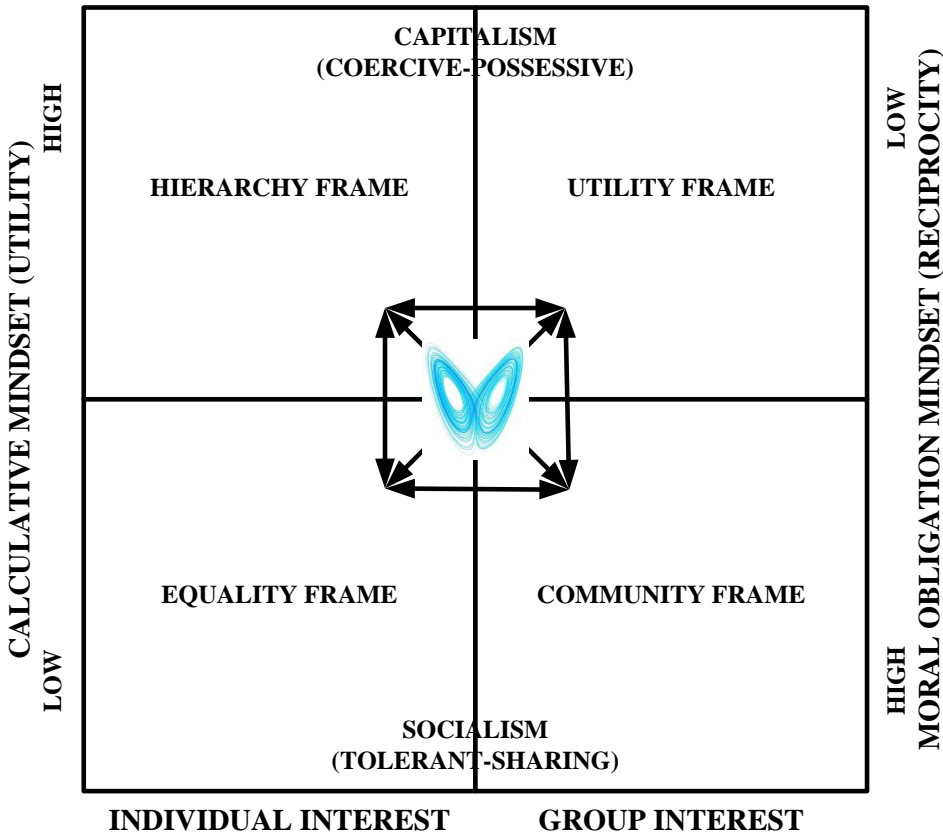 CAPITALISM
(COERCIVE-POSSESSIVE)
HIGH
LOW
HIERARCHY FRAME
UTILITY FRAME
CALCULATIVE MINDSET (UTILITY)
MORAL OBLIGATION MINDSET (RECIPROCITY)
EQUALITY FRAME
COMMUNITY FRAME
LOW
HIGH
SOCIALISM
(TOLERANT-SHARING)
INDIVIDUAL INTEREST
GROUP INTEREST